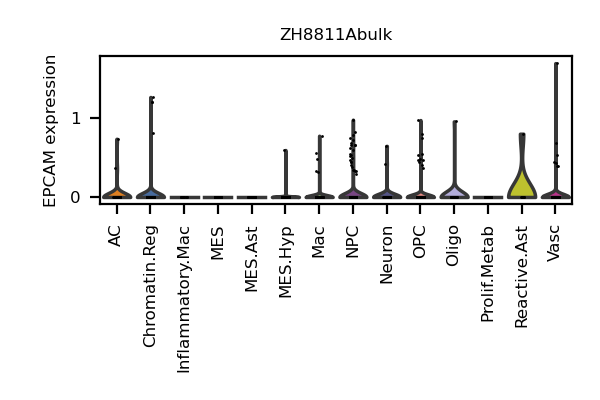 ZH8811Abulk
EPCAM expression
1
0
AC
Chromatin.Reg
Inflammatory.Mac
MES
MES.Ast
MES.Hyp
Mac
NPC
Neuron
OPC
Oligo
Prolif.Metab
Reactive.Ast
Vasc